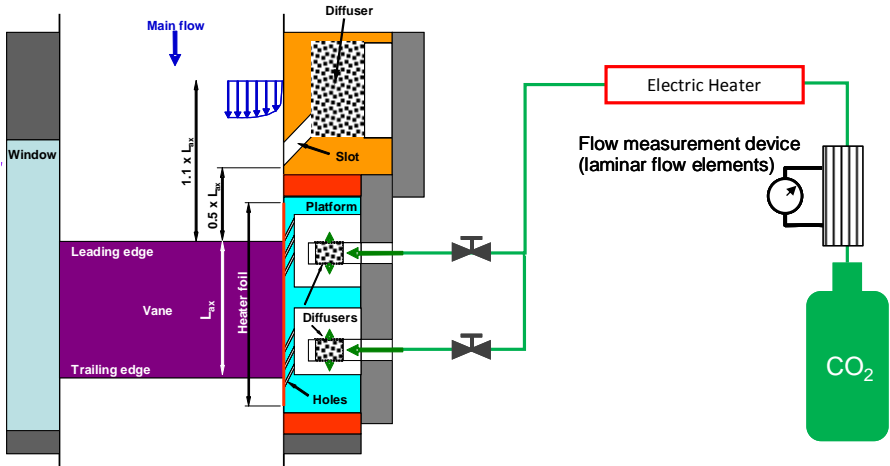 Main flow
Diffuser
Electric Heater
Flow measurement device
(laminar flow elements)
Window
1.1 x Lax
Slot
0.5 x Lax
Platform
Leading edge
Heater foil
Lax
Vane
Diffusers
Trailing edge
Holes
CO2